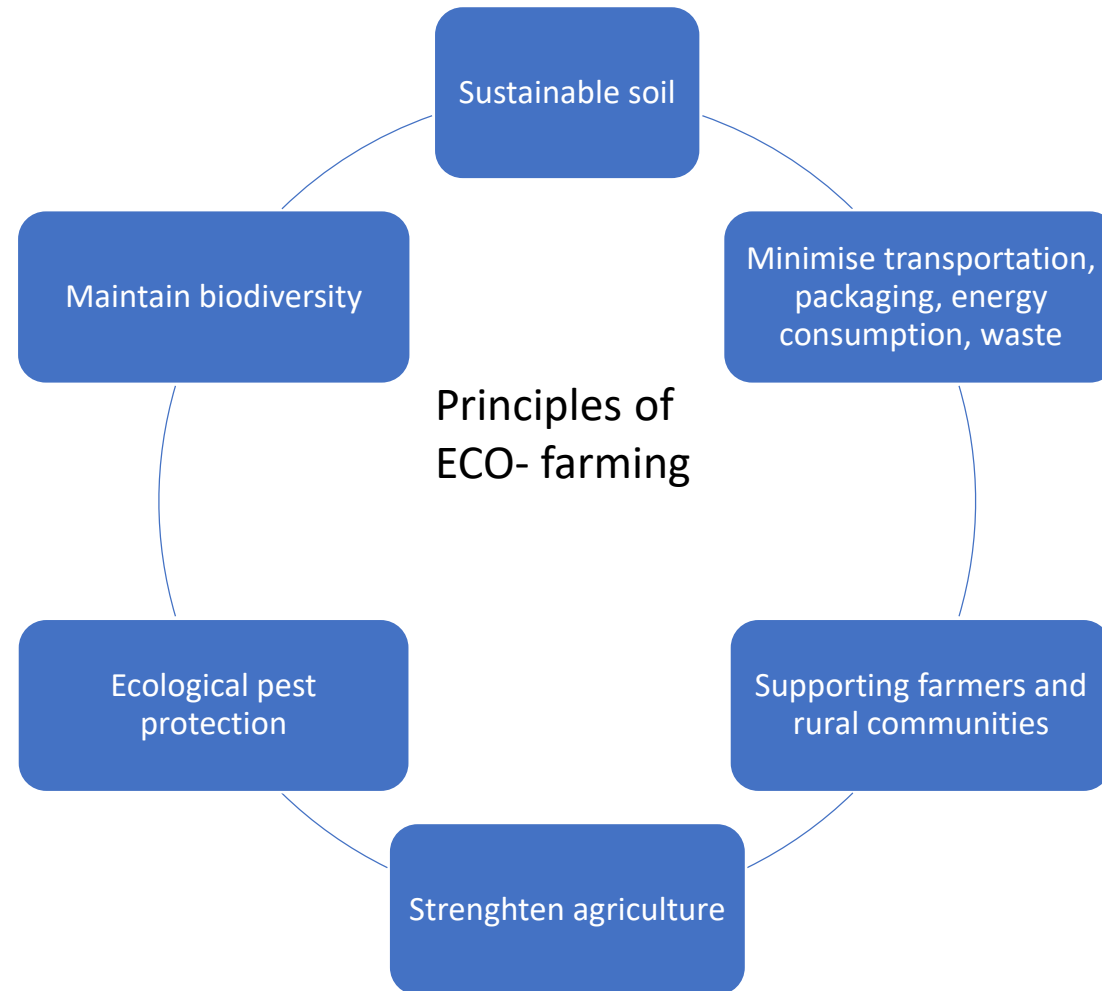 Sustainable soil
Minimise transportation,
packaging, energy
consumption, waste
Maintain biodiversity
Principles of
ECO- farming
Ecological pest
protection
Supporting farmers and
rural communities
Strenghten agriculture